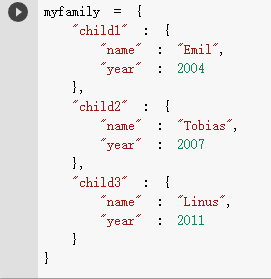 myfamily = {
"child1" : {
"name" : "Emil",
"year" : 2004
},
"child2" : {
"name" : "Tobias",
"year" : 2007
},
"child3" : {
"name" : "Linus",
"year" : 2011
}
}